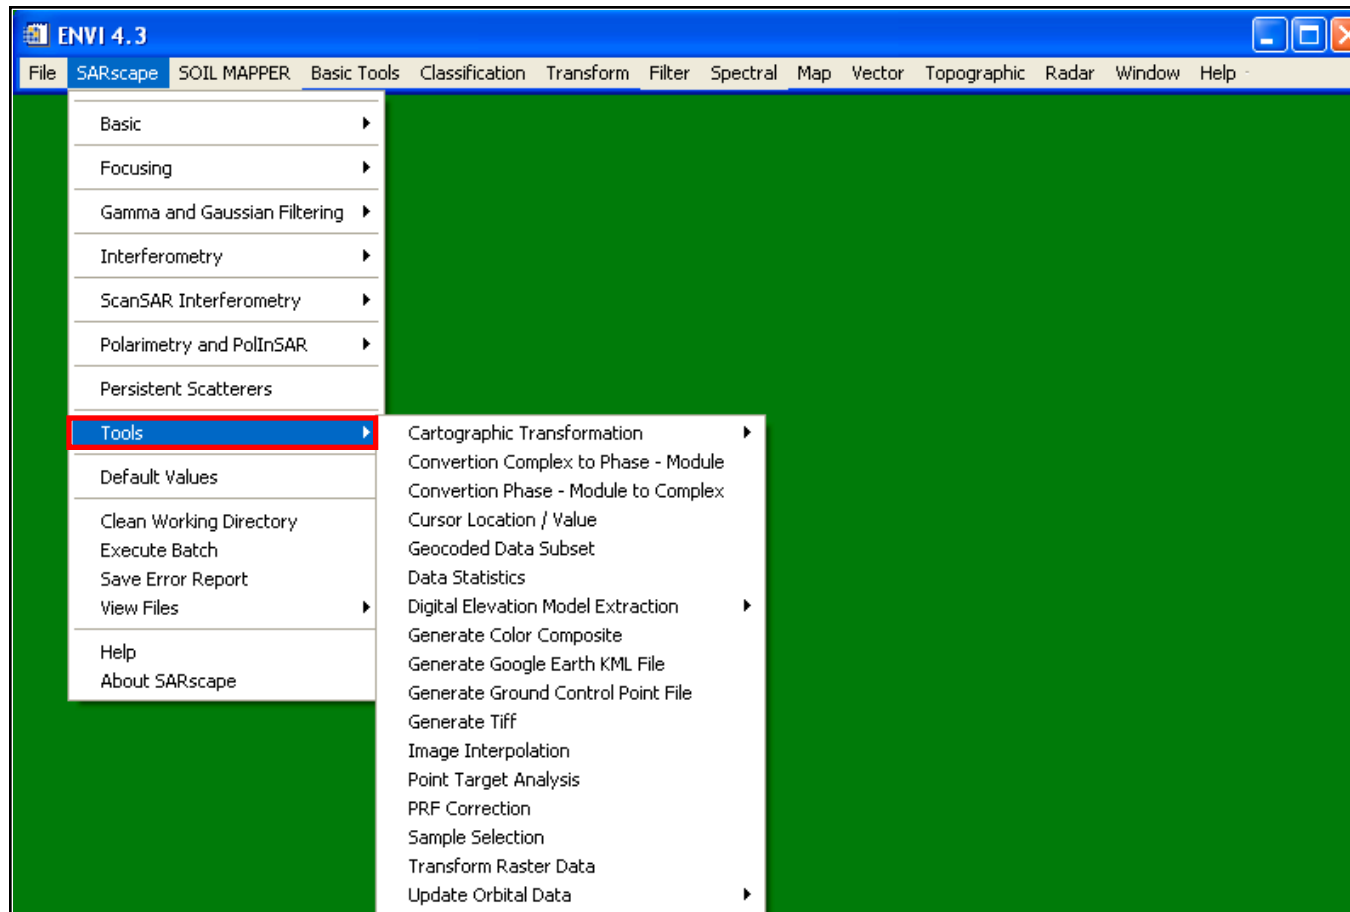 ENVI 4.3
File SARscape SOIL MAPPER Basic Tools Classification Transform Filter Spectral Map Vector Topographic Radar Window Help
Basic
Focusing
Gamma and Gaussian Filtering
Interferometry
ScanSAR Interferometry
Polarimetry and PolInSAR
Persistent Scatterers
Tools
Default Values
Clean Working Directory
Execute Batch
Save Error Report
View Files
Help
About SARscape
Cartographic Transformation
Convertion Complex to Phase - Module
Convertion Phase - Module to Complex
Cursor Location / Value
Geocoded Data Subset
Data Statistics
Digital Elevation Model Extraction
Generate Color Composite
Generate Google Earth KML File
Generate Ground Control Point File
Generate Tiff
Image Interpolation
Point Target Analysis
PRF Correction
Sample Selection
Transform Raster Data
Update Orbital Data